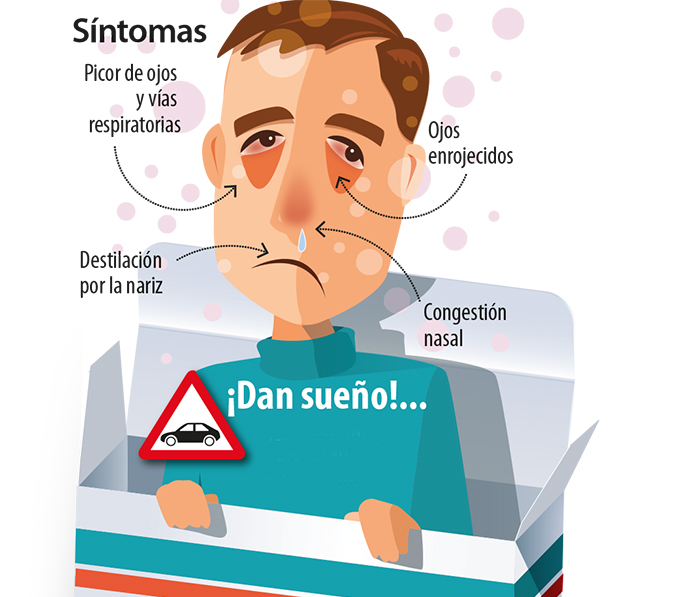 Síntomas
Picor de ojos
y vías
respiratorias
Ojos
enrojecidos
Destilación
por la nariz
Congestión
nasal
¡Dan sueño!...